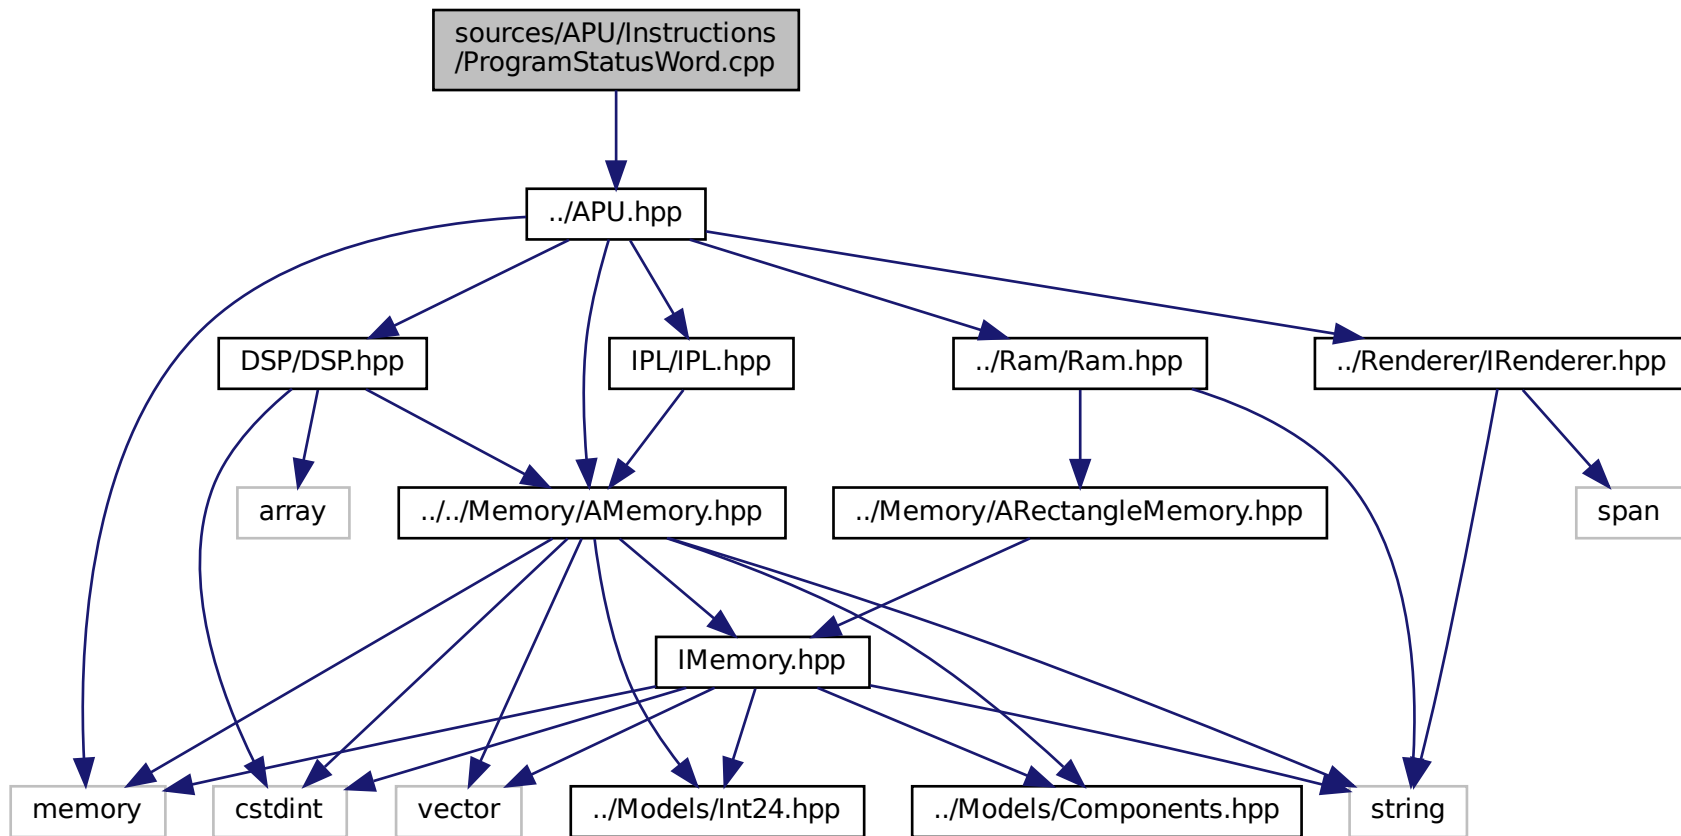 sources/APU/Instructions
/ProgramStatusWord.cpp
../APU.hpp
DSP/DSP.hpp
IPL/IPL.hpp
../Ram/Ram.hpp
../Renderer/IRenderer.hpp
array
../../Memory/AMemory.hpp
../Memory/ARectangleMemory.hpp
span
IMemory.hpp
memory
cstdint
vector
../Models/Int24.hpp
../Models/Components.hpp
string